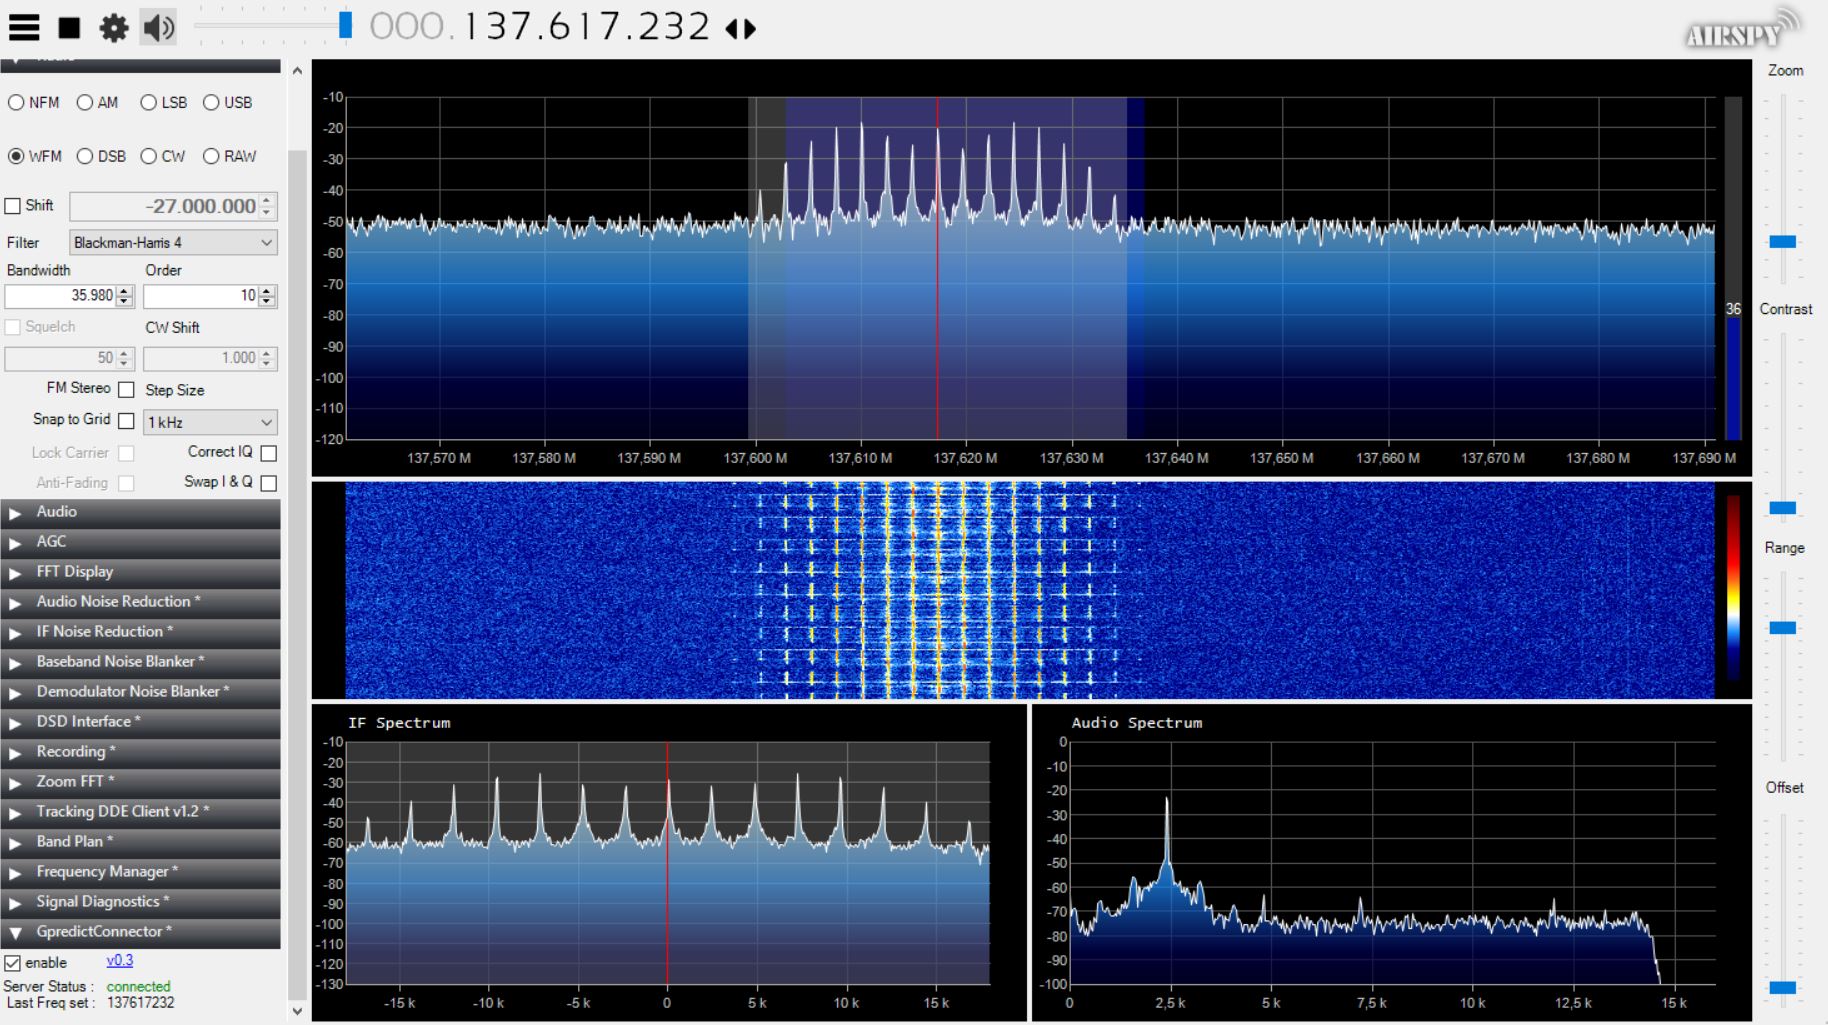 000.137.617.232
AIRSPY
Audio
NFM AM LSB USB
WFM DSB CW RAW
Shift -27.000.000
Filter Blackman-Harris 4
Bandwidth Order
35.980 10
Squelch CW Shift
50 1.000
FM Stereo Step Size
Snap to Grid 1 kHz
Lock Carrier Correct IQ
Anti-Fading Swap I & Q
Audio
AGC
FFT Display
Audio Noise Reduction *
IF Noise Reduction *
Baseband Noise Blanker *
Demodulator Noise Blanker *
DSD Interface *
Recording *
Zoom FFT *
Tracking DDE Client v1.2 *
Band Plan *
Frequency Manager *
Signal Diagnostics *
GpredictConnector *
enable v0.3
Server Status : connected
Last Freq set : 137617232
-10
-20
-30
-40
-50
-60
-70
-80
-90
-100
-110
-120
137,570 M 137,580 M 137,590 M 137,600 M 137,610 M 137,620 M 137,630 M 137,640 M 137,650 M 137,660 M 137,670 M 137,680 M 137,690 M
36
IF Spectrum
-10
-20
-30
-40
-50
-60
-70
-80
-90
-100
-110
-120
-130
-15 k -10 k -5 k 0 5 k 10 k 15 k
Audio Spectrum
0
-10
-20
-30
-40
-50
-60
-70
-80
-90
-100
0 2,5 k 5 k 7,5 k 10 k 12,5 k 15 k
Zoom
Contrast
Range
Offset